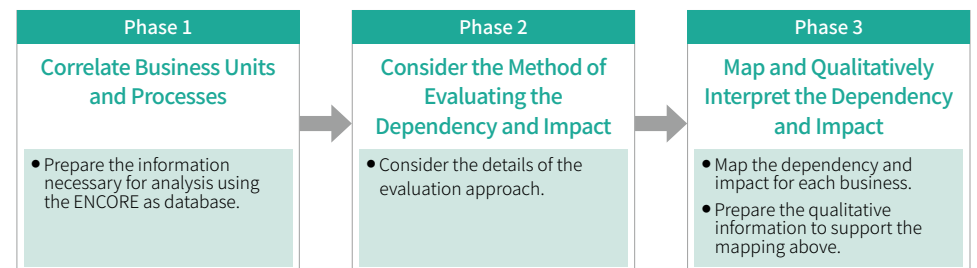 Phase 1
Correlate Business Units
and Processes
• Prepare the information
necessary for analysis using
the ENCORE as database.
Phase 2
Consider the Method of
Evaluating the
Dependency and Impact
• Consider the details of the
evaluation approach.
Phase 3
Map and Qualitatively
Interpret the Dependency
and Impact
• Map the dependency and
impact for each business.
• Prepare the qualitative
information to support the
mapping above.